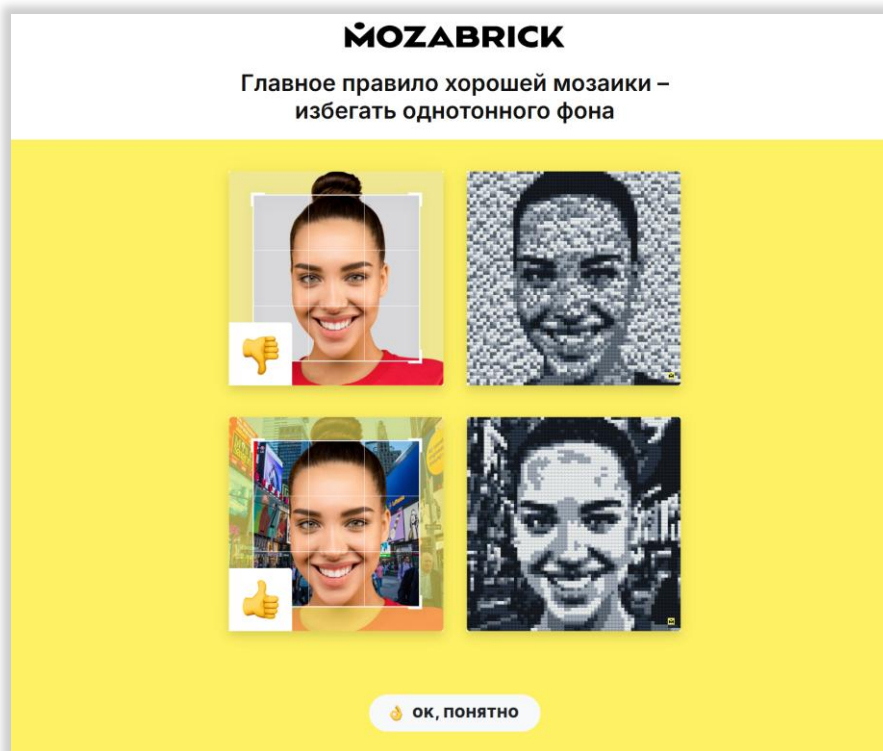 MOZABRICK
Главное правило хорошей мозаики –
избегать однотонного фона
ОК, ПОНЯТНО